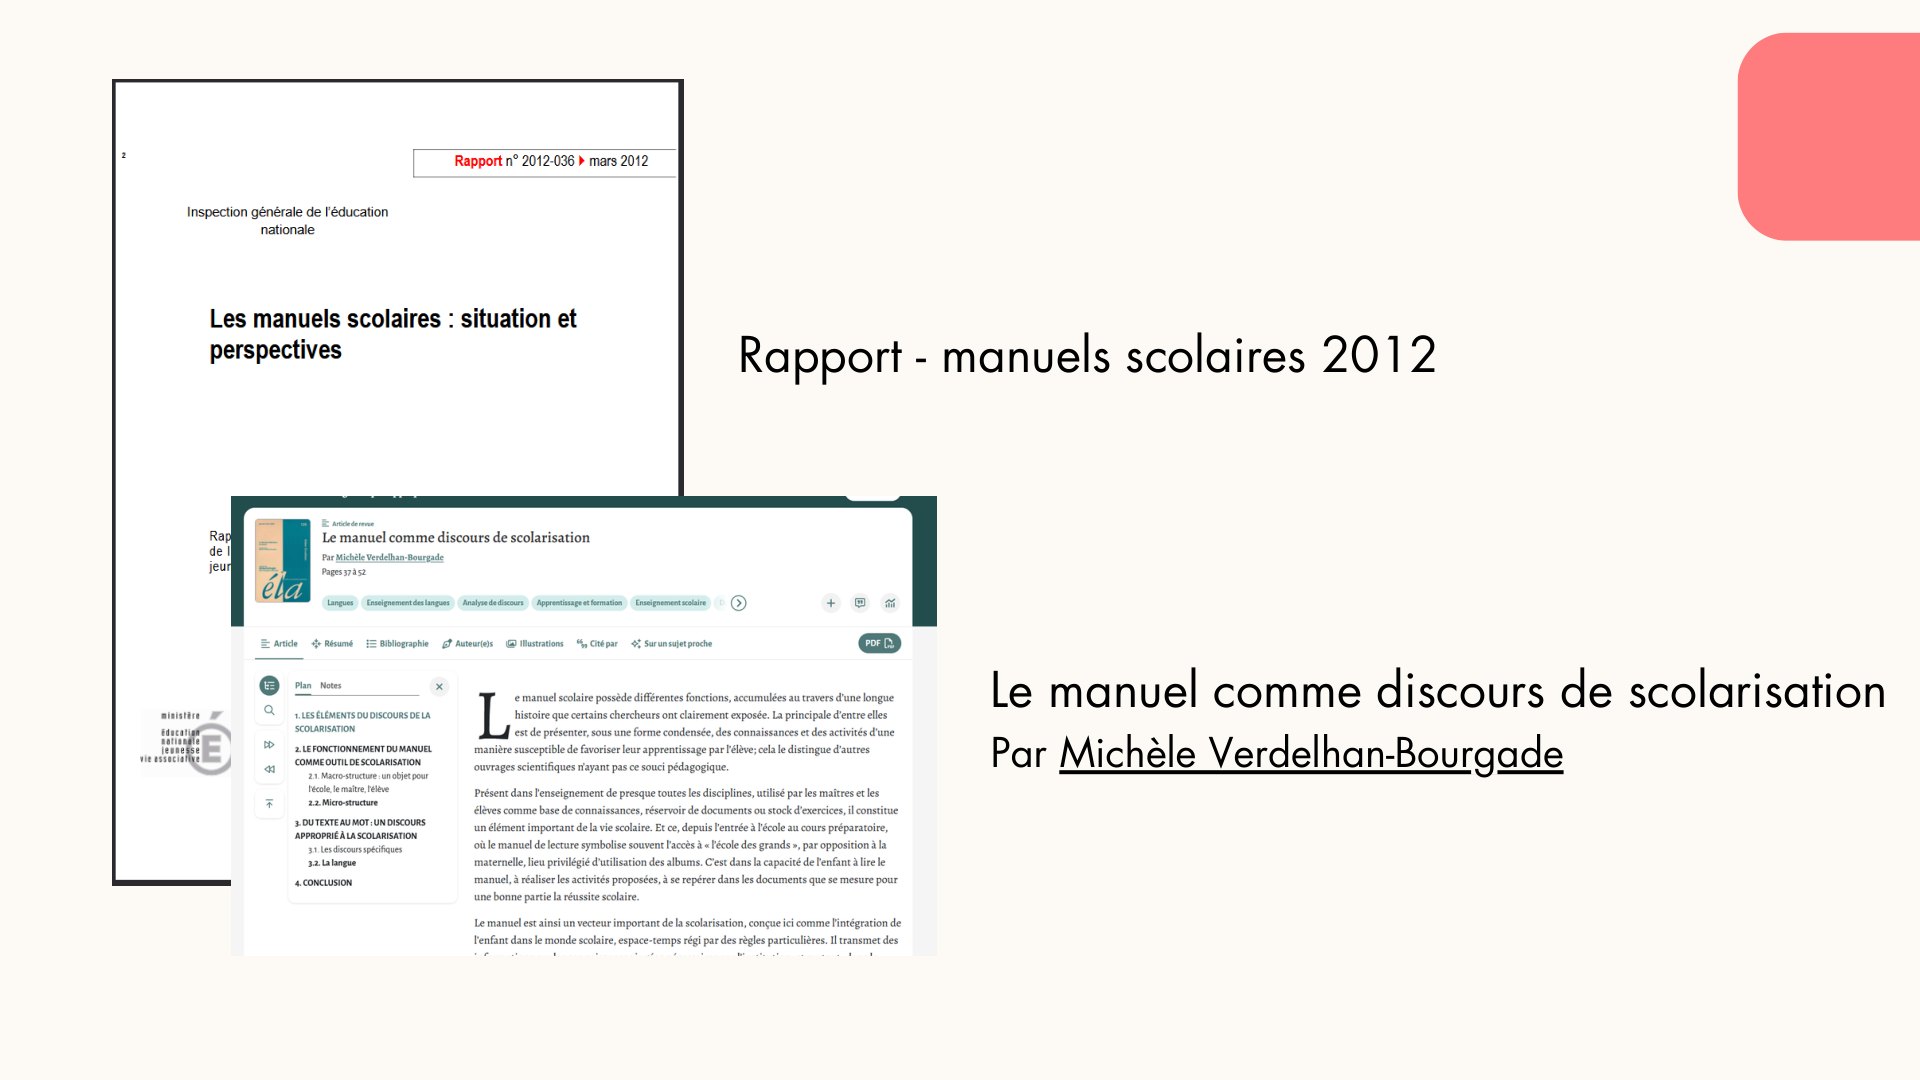 2
Rapport n° 2012-036 mars 2012
Inspection générale de l'éducation
nationale
Les manuels scolaires : situation et
perspectives
Rapport - manuels scolaires 2012
Rap
de l
jeun
ministère
éducation
nationale
jeunesse
vie associative
éla
Article de revue
Le manuel comme discours de scolarisation
Par Michèle Verdelhan-Bourgade
Pages 37 à 52
Langues Enseignement des langues Analyse de discours Apprentissage et formation Enseignement scolaire
Article Résumé Bibliographie Auteur(e)s Illustrations Cité par Sur un sujet proche PDF
Plan Notes
1. LES ÉLÉMENTS DU DISCOURS DE LA
SCOLARISATION
2. LE FONCTIONNEMENT DU MANUEL
COMME OUTIL DE SCOLARISATION
2.1. Macro-structure : un objet pour
l'école, le maître, l'élève
2.2. Micro-structure
3. DU TEXTE AU MOT : UN DISCOURS
APPROPRIÉ À LA SCOLARISATION
3.1. Les discours spécifiques
3.2. La langue
4. CONCLUSION
Le manuel scolaire possède différentes fonctions, accumulées au travers d'une longue
histoire que certains chercheurs ont clairement exposée. La principale d'entre elles
est de présenter, sous une forme condensée, des connaissances et des activités d'une
manière susceptible de favoriser leur apprentissage par l'élève; cela le distingue d'autres
ouvrages scientifiques n'ayant pas ce souci pédagogique.
Présent dans l'enseignement de presque toutes les disciplines, utilisé par les maîtres et les
élèves comme base de connaissances, réservoir de documents ou stock d'exercices, il constitue
un élément important de la vie scolaire. Et ce, depuis l'entrée à l'école au cours préparatoire,
où le manuel de lecture symbolise souvent l'accès à « l'école des grands », par opposition à la
maternelle, lieu privilégié d'utilisation des albums. C'est dans la capacité de l'enfant à lire le
manuel, à réaliser les activités proposées, à se repérer dans les documents que se mesure pour
une bonne partie la réussite scolaire.
Le manuel est ainsi un vecteur important de la scolarisation, conçue ici comme l'intégration de
l'enfant dans le monde scolaire, espace-temps régi par des règles particulières. Il transmet des
Le manuel comme discours de scolarisation
Par Michèle Verdelhan-Bourgade